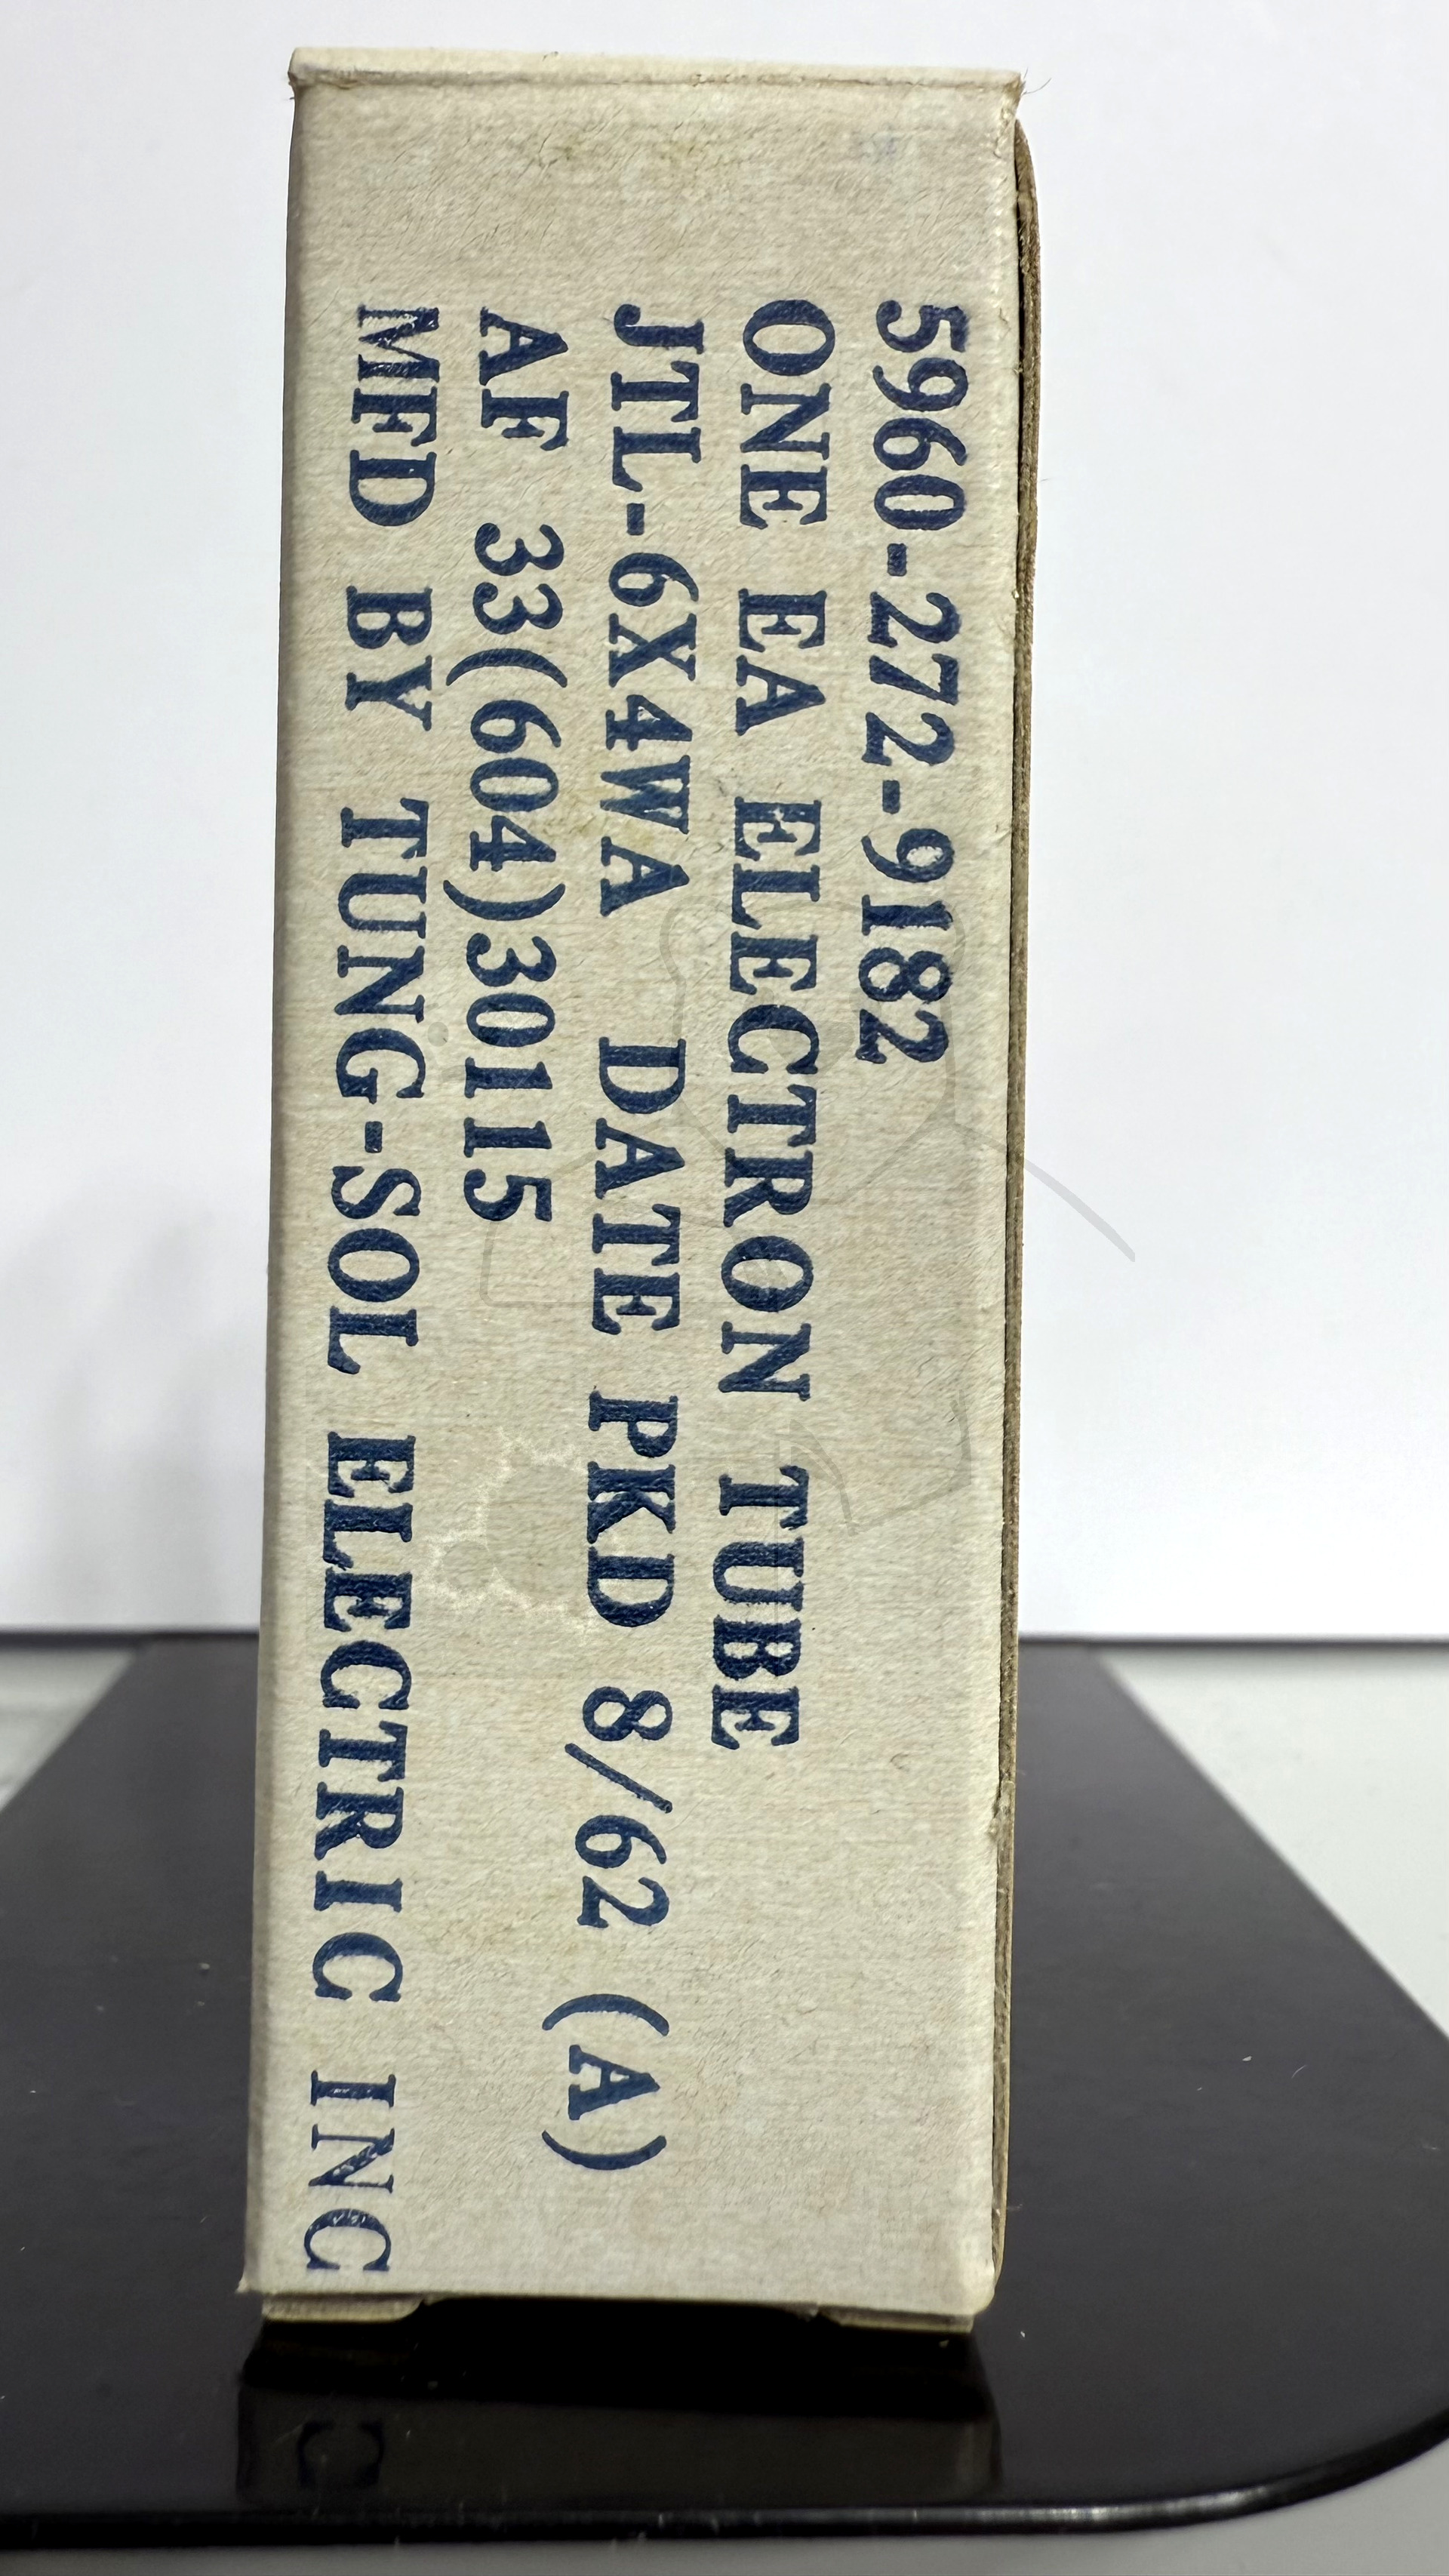 5960-272-9182
ONE EA ELECTRON TUBE
JTL-6X4WA DATE PKD 8/62 (A)
AF 33(604)30115
MFD BY TUNG-SOL ELECTRIC INC